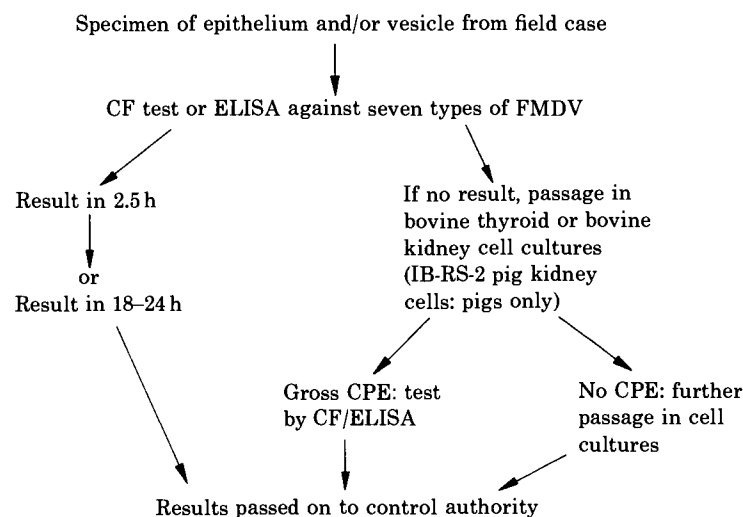 Specimen of epithelium and/or vesicle from field case
CF test or ELISA against seven types of FMDV
Result in 2.5 h
or
Result in 18–24 h
If no result, passage in
bovine thyroid or bovine
kidney cell cultures
(IB-RS-2 pig kidney
cells: pigs only)
Gross CPE: test
by CF/ELISA
No CPE: further
passage in cell
cultures
Results passed on to control authority